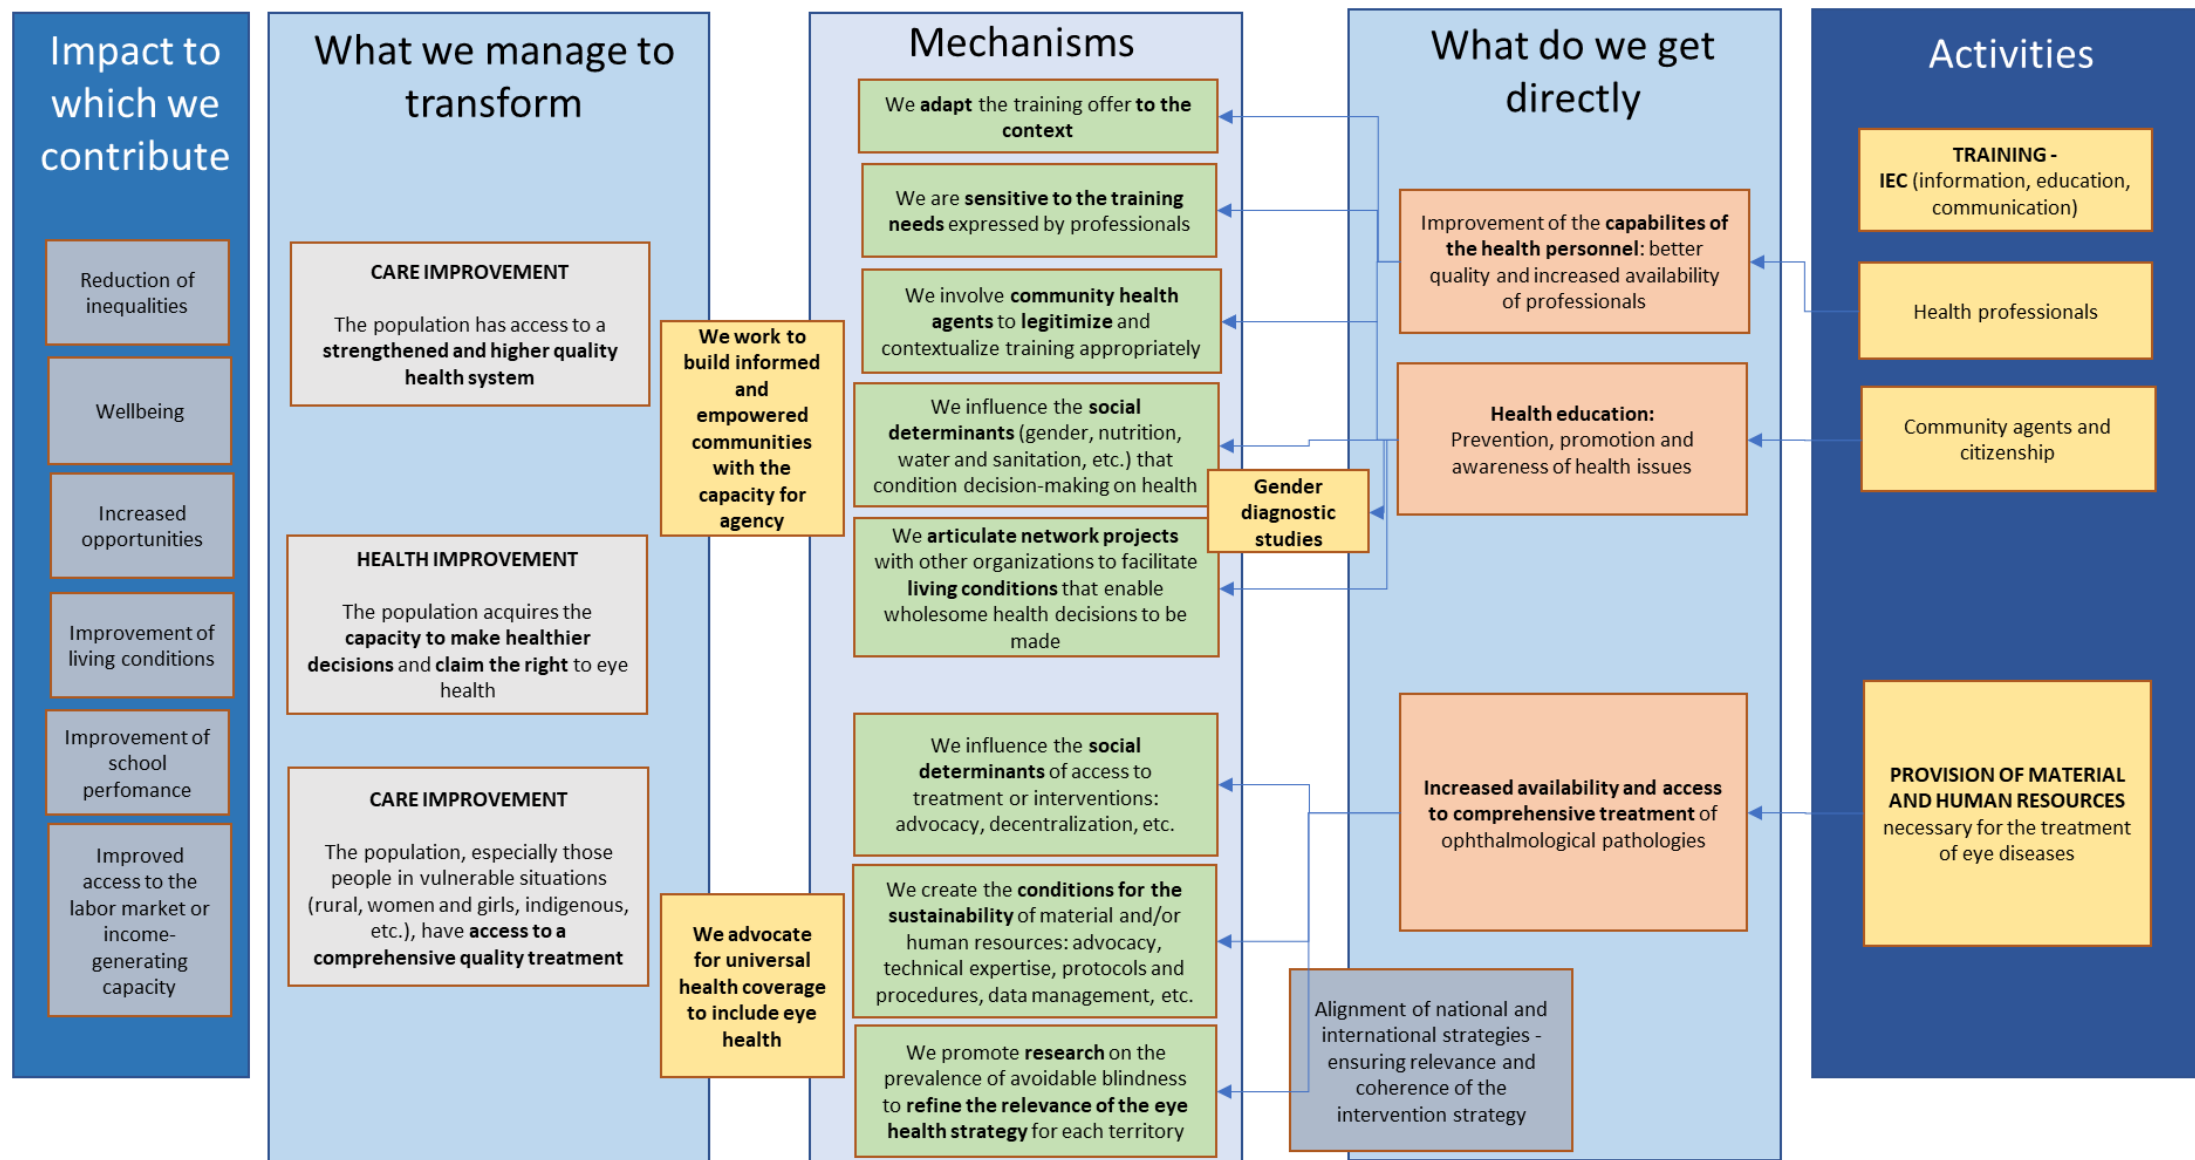 Impact to
which we
contribute
Reduction of
inequalities
Wellbeing
Increased
opportunities
Improvement of
living conditions
Improvement of
school
perfomance
Improved
access to the
labor market or
income-
generating
capacity
What we manage to
transform
CARE IMPROVEMENT
The population has access to a
strengthened and higher quality
health system
HEALTH IMPROVEMENT
The population acquires the
capacity to make healthier
decisions and claim the right to eye
health
CARE IMPROVEMENT
The population, especially those
people in vulnerable situations
(rural, women and girls, indigenous,
etc.), have access to a
comprehensive quality treatment
We work to
build informed
and
empowered
communities
with the
capacity for
agency
We advocate
for universal
health coverage
to include eye
health
Mechanisms
We adapt the training offer to the
context
We are sensitive to the training
needs expressed by professionals
We involve community health
agents to legitimize and
contextualize training appropriately
We influence the social
determinants (gender, nutrition,
water and sanitation, etc.) that
condition decision-making on health
We articulate network projects
with other organizations to facilitate
living conditions that enable
wholesome health decisions to be
made
We influence the social
determinants of access to
treatment or interventions:
advocacy, decentralization, etc.
We create the conditions for the
sustainability of material and/or
human resources: advocacy,
technical expertise, protocols and
procedures, data management, etc.
We promote research on the
prevalence of avoidable blindness
to refine the relevance of the eye
health strategy for each territory
Gender
diagnostic
studies
What do we get
directly
Improvement of the capabilites of
the health personnel: better
quality and increased availability
of professionals
Health education:
Prevention, promotion and
awareness of health issues
Increased availability and access
to comprehensive treatment of
ophthalmological pathologies
Alignment of national and
international strategies -
ensuring relevance and
coherence of the
intervention strategy
Activities
TRAINING -
IEC (information, education,
communication)
Health professionals
Community agents and
citizenship
PROVISION OF MATERIAL
AND HUMAN RESOURCES
necessary for the treatment
of eye diseases